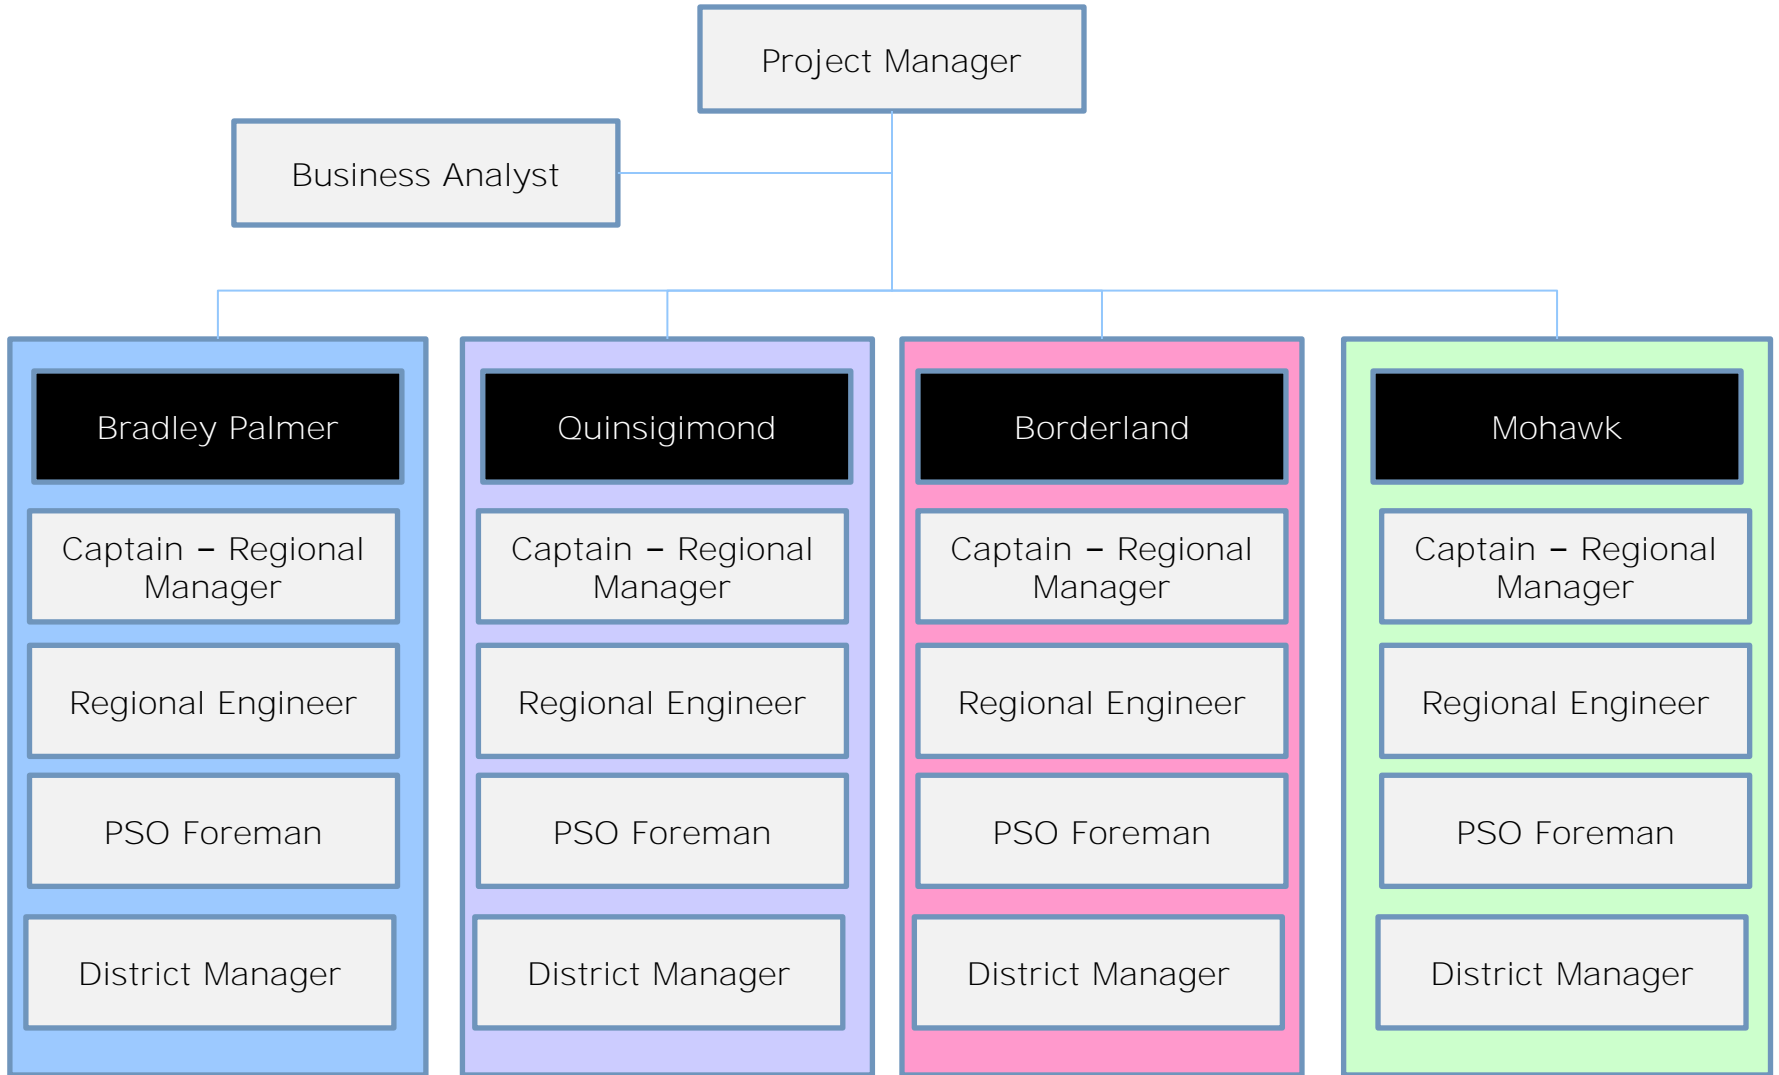 Project Manager
Business Analyst
Bradley Palmer
Captain – Regional
Manager
Regional Engineer
PSO Foreman
District Manager
Quinsigimond
Captain – Regional
Manager
Regional Engineer
PSO Foreman
District Manager
Borderland
Captain – Regional
Manager
Regional Engineer
PSO Foreman
District Manager
Mohawk
Captain – Regional
Manager
Regional Engineer
PSO Foreman
District Manager